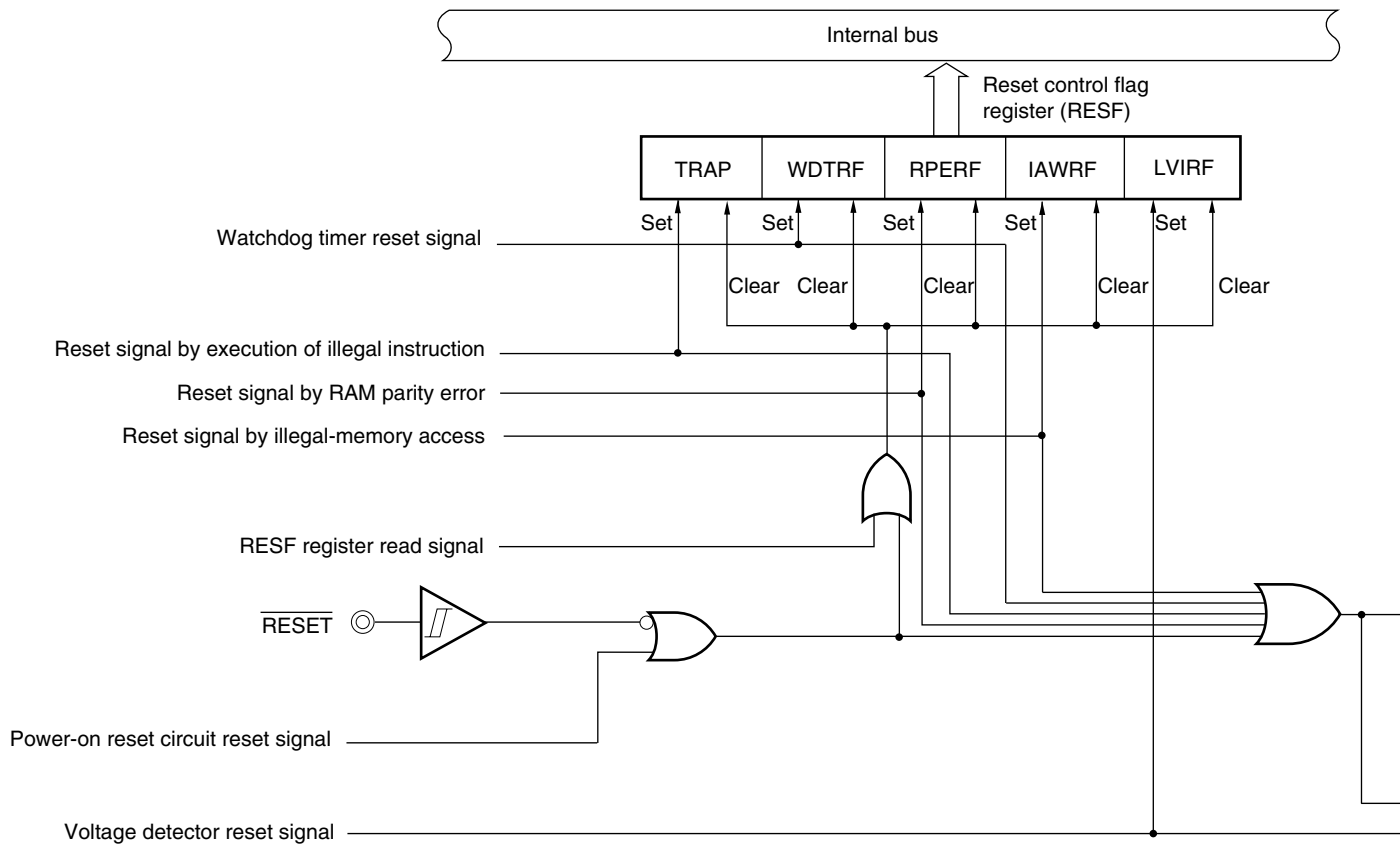 Internal bus
Reset control flag
register (RESF)
TRAP
WDTRF
RPERF
IAWRF
LVIRF
Set
Set
Set
Set
Set
Watchdog timer reset signal
Clear
Clear
Clear
Clear
Clear
Reset signal by execution of illegal instruction
Reset signal by RAM parity error
Reset signal by illegal-memory access
RESF register read signal
RESET
Power-on reset circuit reset signal
Voltage detector reset signal